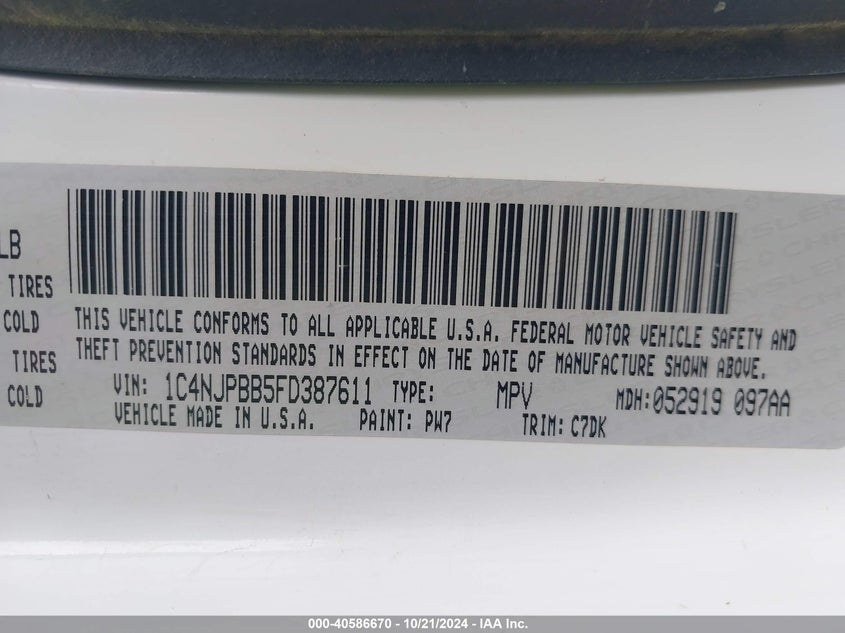 LB
TIRES
COLD
THIS VEHICLE CONFORMS TO ALL APPLICABLE U.S.A. FEDERAL MOTOR VEHICLE SAFETY AND
TIRES
THEFT PREVENTION STANDARDS IN EFFECT ON THE DATE OF MANUFACTURE SHOWN ABOVE.
COLD
VIN: 1C4NJPBB5FD387611 TYPE: MPV MDH:052919 097AA
VEHICLE MADE IN U.S.A. PAINT: PW7 TRIM: C7DK
000-40586670 - 10/21/2024 - IAA Inc.